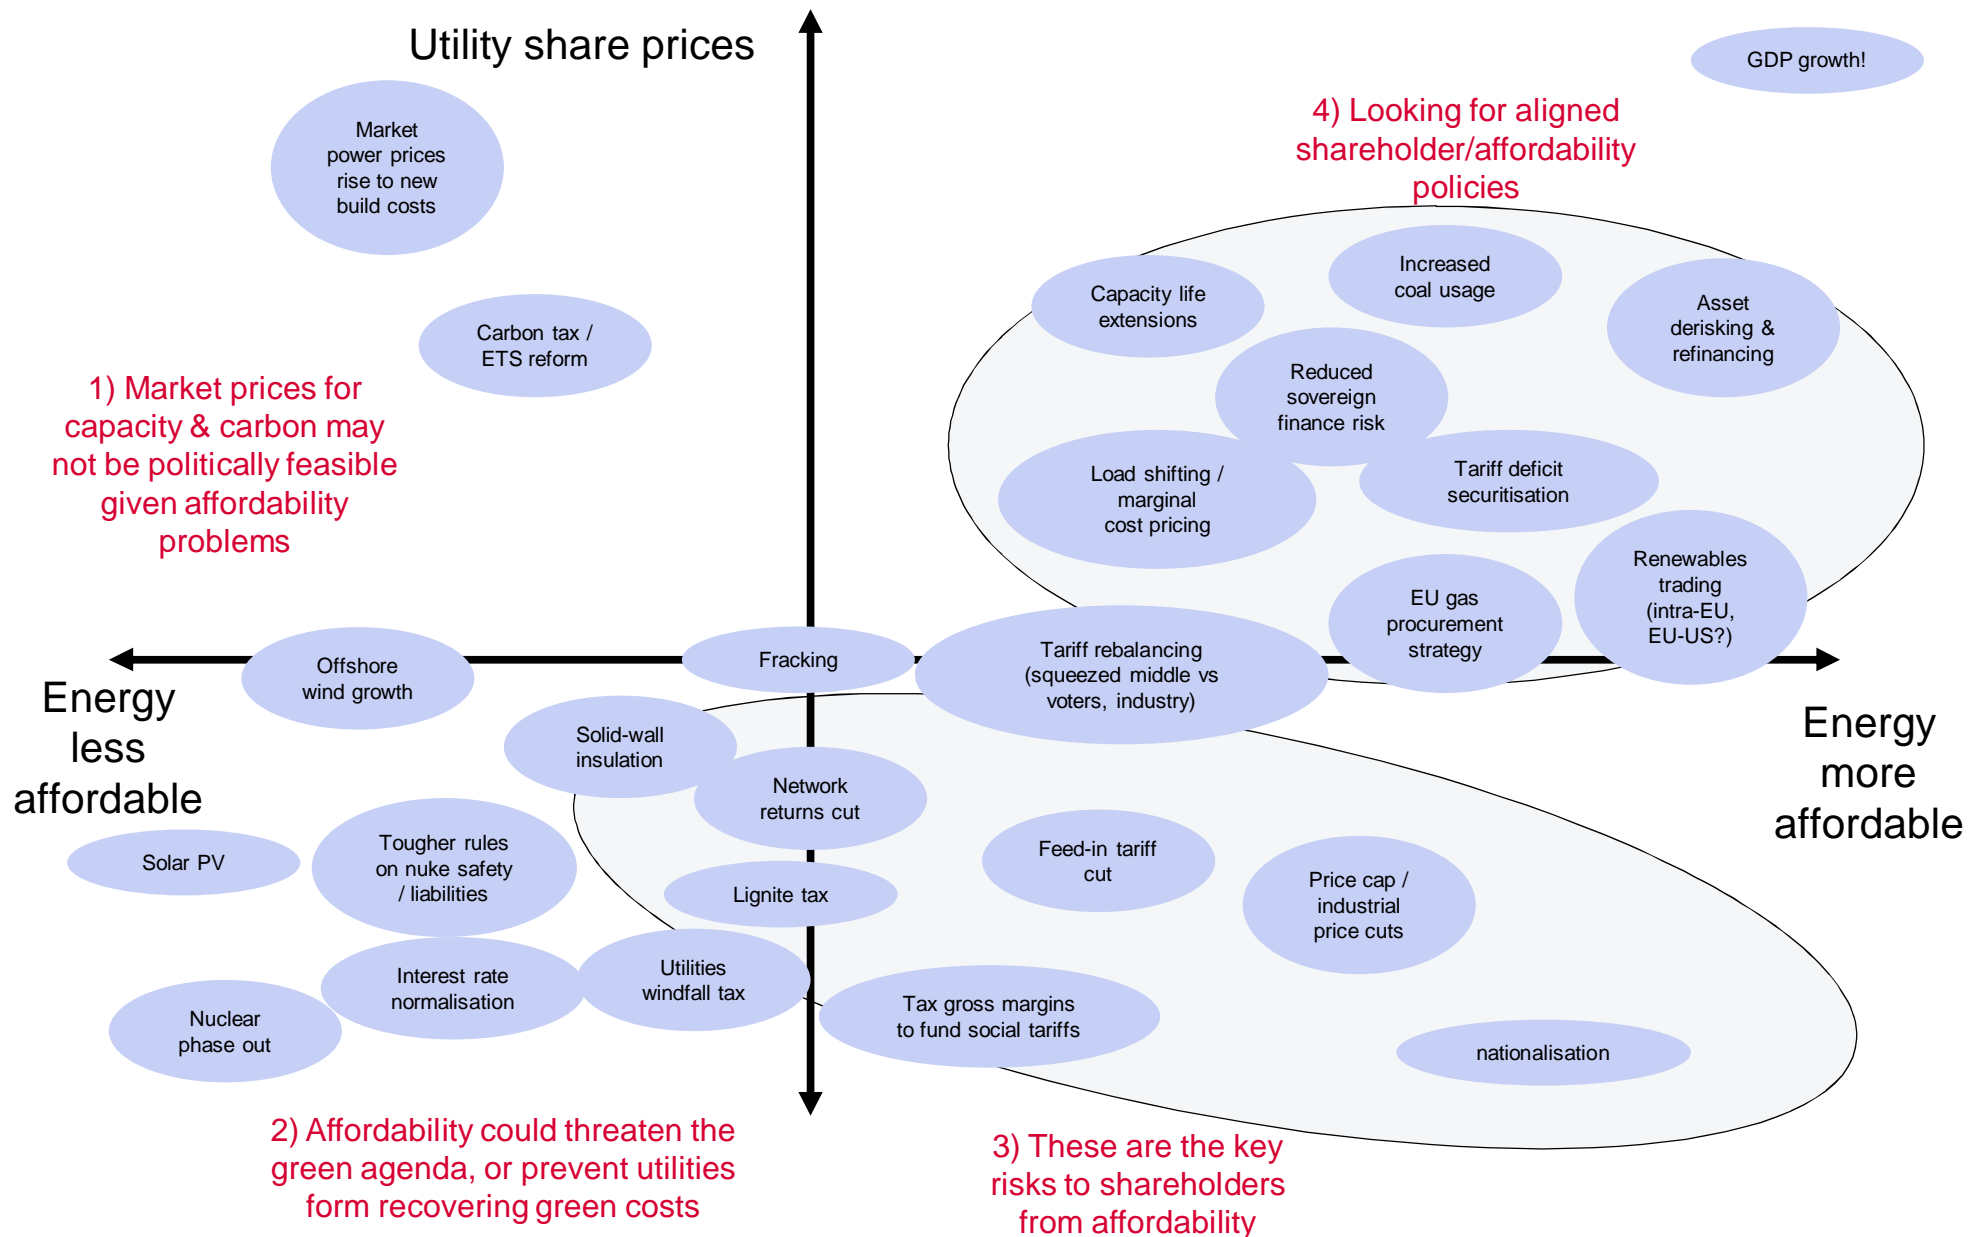 Utility share prices
GDP growth!
Market
power prices
rise to new
build costs
4) Looking for aligned
shareholder/affordability
policies
Carbon tax /
ETS reform
Capacity life
extensions
Increased
coal usage
Asset
derisking &
refinancing
Reduced
sovereign
finance risk
1) Market prices for
capacity & carbon may
not be politically feasible
given affordability
problems
Load shifting /
marginal
cost pricing
Tariff deficit
securitisation
Renewables
trading
(intra-EU,
EU-US?)
EU gas
procurement
strategy
Offshore
wind growth
Fracking
Tariff rebalancing
(squeezed middle vs
voters, industry)
Energy
less
affordable
Energy
more
affordable
Solid-wall
insulation
Network
returns cut
Solar PV
Tougher rules
on nuke safety
/ liabilities
Lignite tax
Feed-in tariff
cut
Price cap /
industrial
price cuts
Nuclear
phase out
Interest rate
normalisation
Utilities
windfall tax
Tax gross margins
to fund social tariffs
nationalisation
2) Affordability could threaten the
green agenda, or prevent utilities
form recovering green costs
3) These are the key
risks to shareholders
from affordability